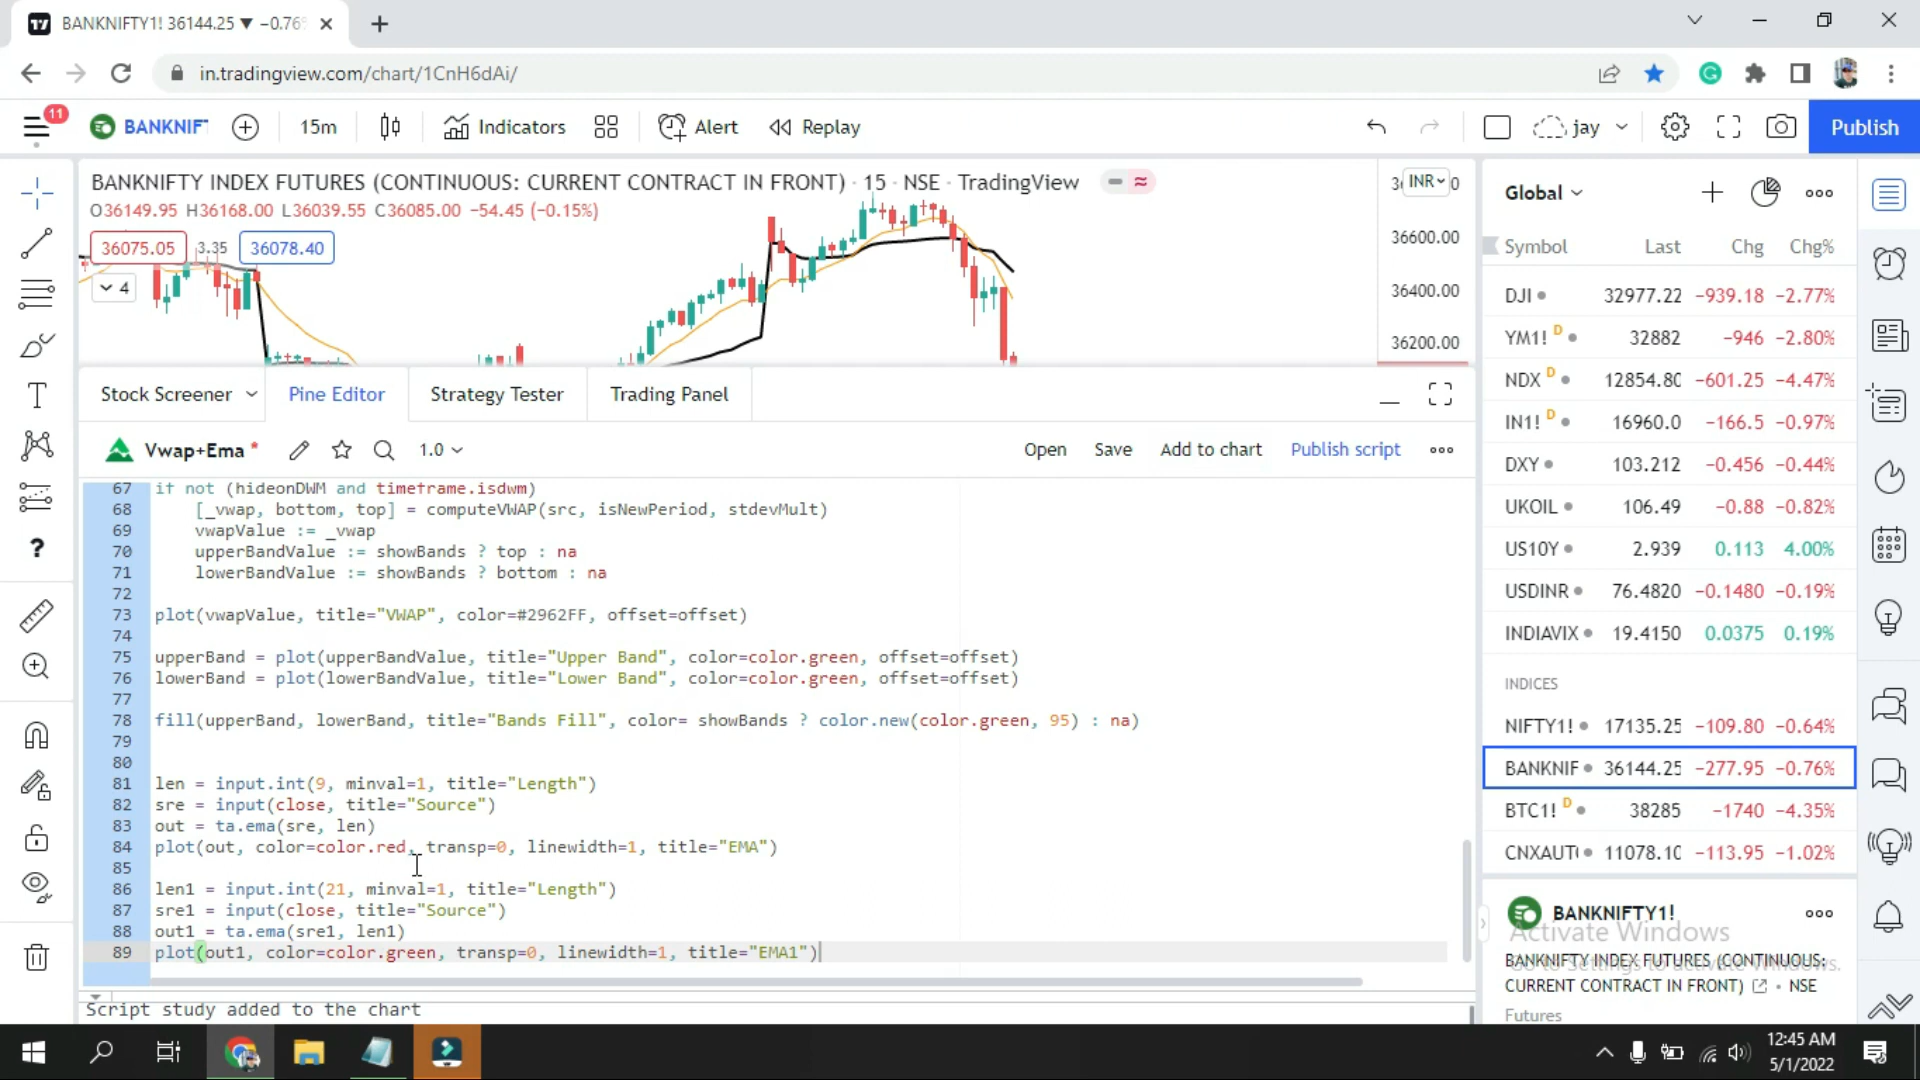 BANKNIFTY1! 36144.25 ▼ −0.76
in.tradingview.com/chart/1CnH6dAi/
11
BANKNIF
15m
Indicators
Alert
Replay
jay
Publish
BANKNIFTY INDEX FUTURES (CONTINUOUS: CURRENT CONTRACT IN FRONT) · 15 · NSE · TradingView
O36149.95 H36168.00 L36039.55 C36085.00 −54.45 (−0.15%)
36075.05 3.35 36078.40
4
INR
36600.00
36400.00
36200.00
Stock Screener
Pine Editor
Strategy Tester
Trading Panel
Vwap+Ema *
1.0
Open
Save
Add to chart
Publish script
67 if not (hideonDWM and timeframe.isdwm)
68 [_vwap, bottom, top] = computeVWAP(src, isNewPeriod, stdevMult)
69 vwapValue := _vwap
70 upperBandValue := showBands ? top : na
71 lowerBandValue := showBands ? bottom : na
72
73 plot(vwapValue, title="VWAP", color=#2962FF, offset=offset)
74
75 upperBand = plot(upperBandValue, title="Upper Band", color=color.green, offset=offset)
76 lowerBand = plot(lowerBandValue, title="Lower Band", color=color.green, offset=offset)
77
78 fill(upperBand, lowerBand, title="Bands Fill", color= showBands ? color.new(color.green, 95) : na)
79
80
81 len = input.int(9, minval=1, title="Length")
82 sre = input(close, title="Source")
83 out = ta.ema(sre, len)
84 plot(out, color=color.red, transp=0, linewidth=1, title="EMA")
85
86 len1 = input.int(21, minval=1, title="Length")
87 sre1 = input(close, title="Source")
88 out1 = ta.ema(sre1, len1)
89 plot(out1, color=color.green, transp=0, linewidth=1, title="EMA1")
Script study added to the chart
Global
Symbol Last Chg Chg%
DJI 32977.22 −939.18 −2.77%
YM1! D 32882 −946 −2.80%
NDX D 12854.80 −601.25 −4.47%
IN1! D 16960.0 −166.5 −0.97%
DXY 103.212 −0.456 −0.44%
UKOIL 106.49 −0.88 −0.82%
US10Y 2.939 0.113 4.00%
USDINR 76.4820 −0.1480 −0.19%
INDIAVIX 19.4150 0.0375 0.19%
INDICES
NIFTY1! 17135.25 −109.80 −0.64%
BANKNIF 36144.25 −277.95 −0.76%
BTC1! D 38285 −1740 −4.35%
CNXAUT 11078.10 −113.95 −1.02%
BANKNIFTY1!
Activate Windows
Go to Settings to activate Windows.
BANKNIFTY INDEX FUTURES (CONTINUOUS:
CURRENT CONTRACT IN FRONT) • NSE
Futures
12:45 AM
5/1/2022